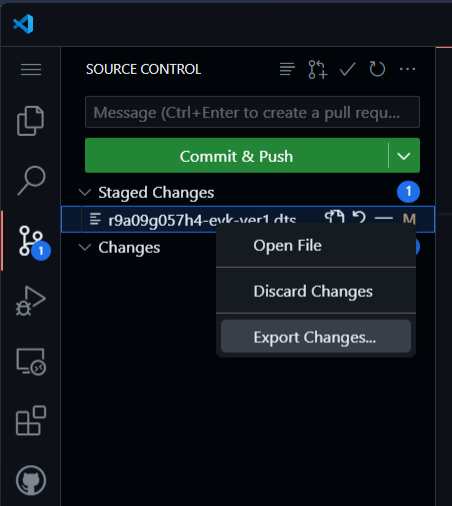 SOURCE CONTROL
Message (Ctrl+Enter to create a pull requ...
Commit & Push
Staged Changes
1
r9a09g057h4-evk-ver1.dts
M
Changes
1
Open File
Discard Changes
Export Changes...